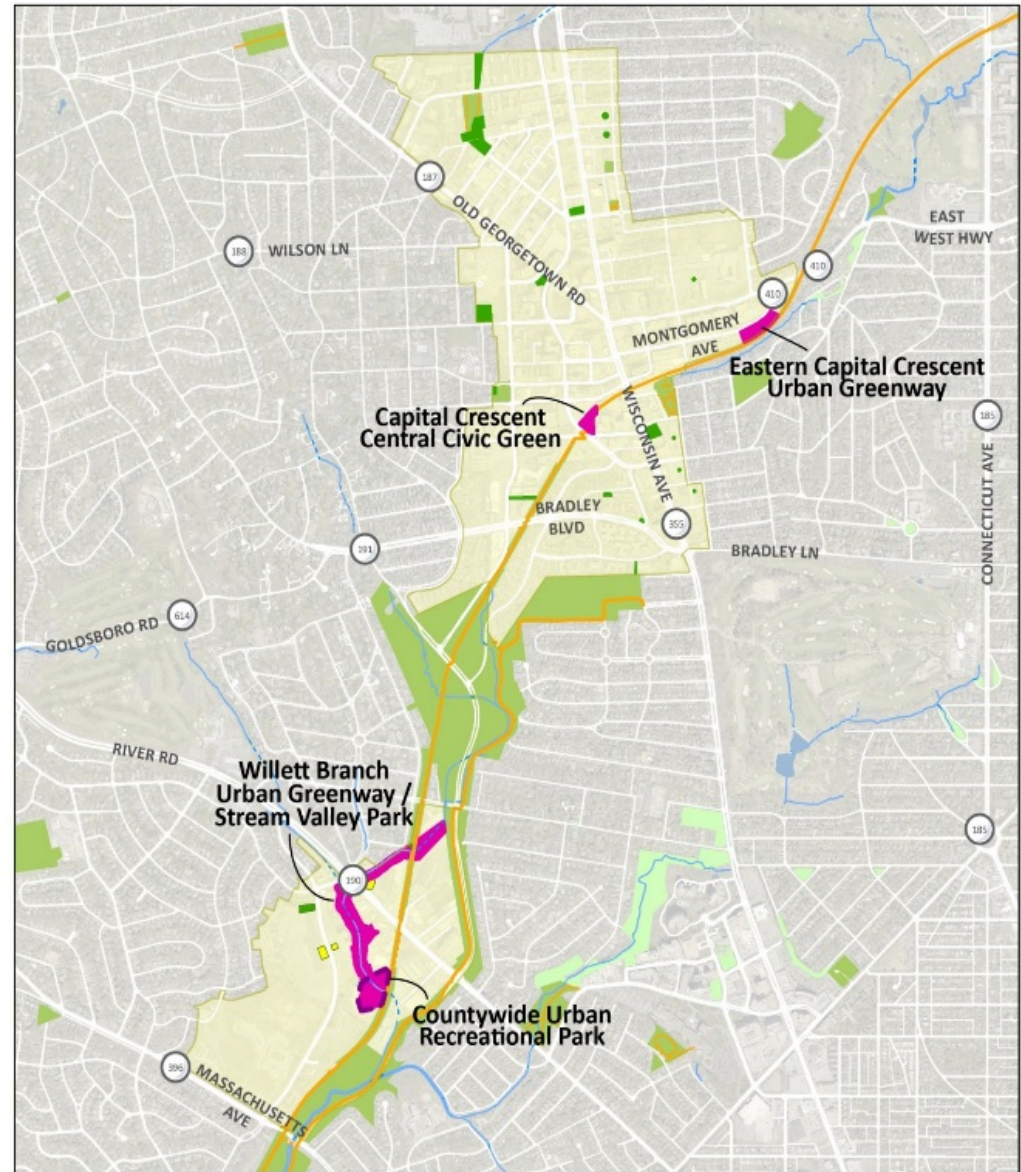 187
OLD GEORGETOWN RD
188
WILSON LN
EAST
WEST HWY
410
410
MONTGOMERY
AVE
Eastern Capital Crescent
Urban Greenway
Capital Crescent
Central Civic Green
WISCONSIN AVE
185
CONNECTICUT AVE
BRADLEY
BLVD
355
191
BRADLEY LN
614
GOLDSBORO RD
RIVER RD
Willett Branch
Urban Greenway /
Stream Valley Park
185
190
Countywide Urban
Recreational Park
396
MASSACHUSETTS
AVE